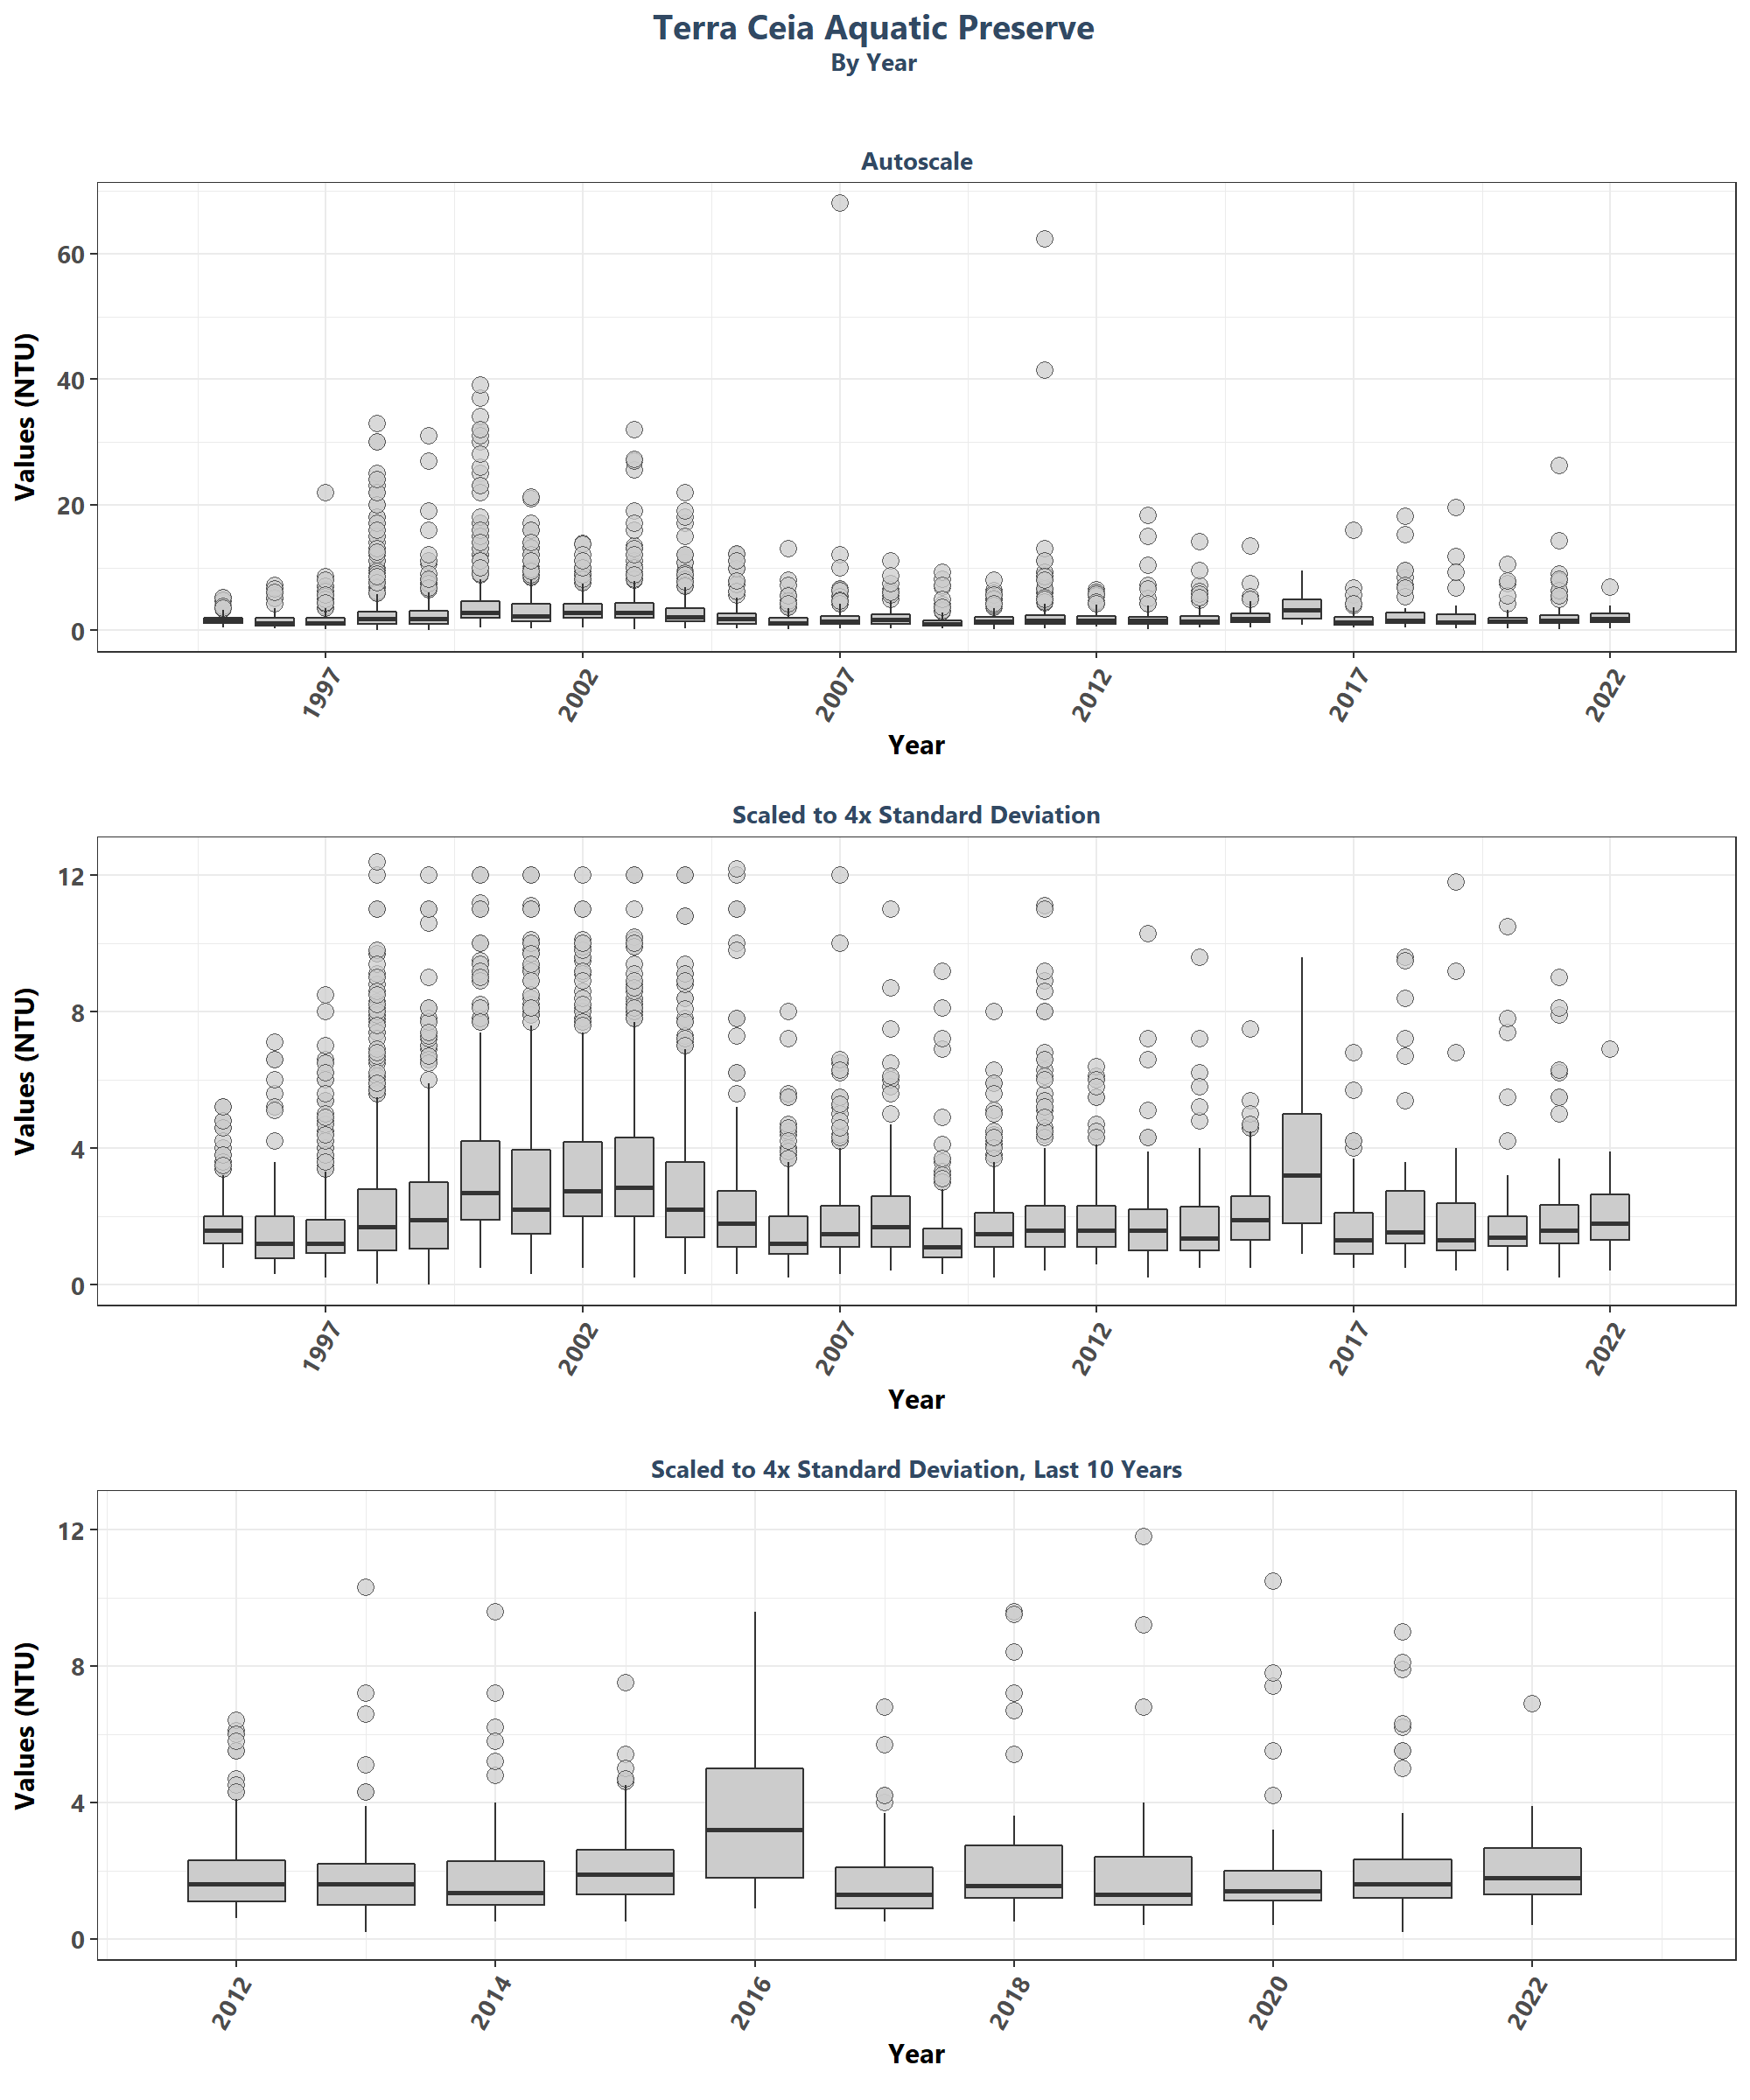 Terra Ceia Aquatic Preserve
By Year
Autoscale
Values (NTU)
60
40
20
0
1997 2002 2007 2012 2017 2022
Year
Scaled to 4x Standard Deviation
Values (NTU)
12
8
4
0
1997 2002 2007 2012 2017 2022
Year
Scaled to 4x Standard Deviation, Last 10 Years
Values (NTU)
12
8
4
0
2012 2014 2016 2018 2020 2022
Year